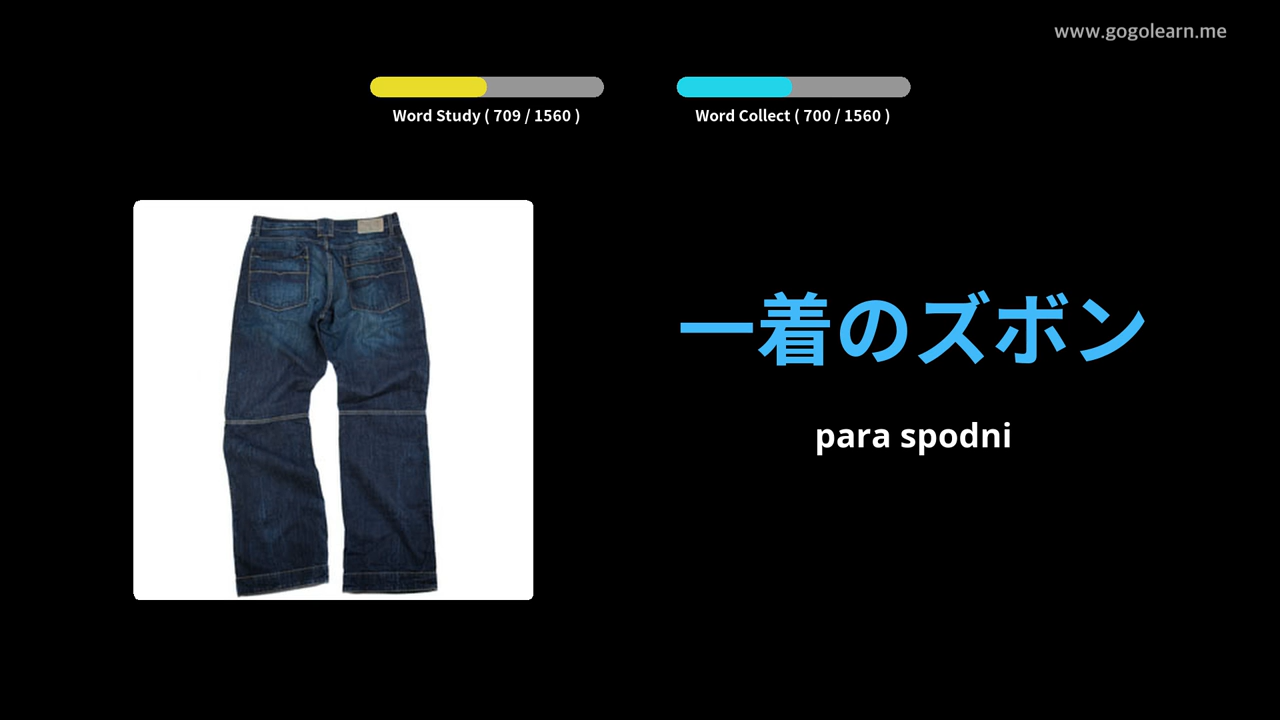 www.gogolearn.me
Word Study ( 709 / 1560 )
Word Collect ( 700 / 1560 )
一着のズボン
para spodni